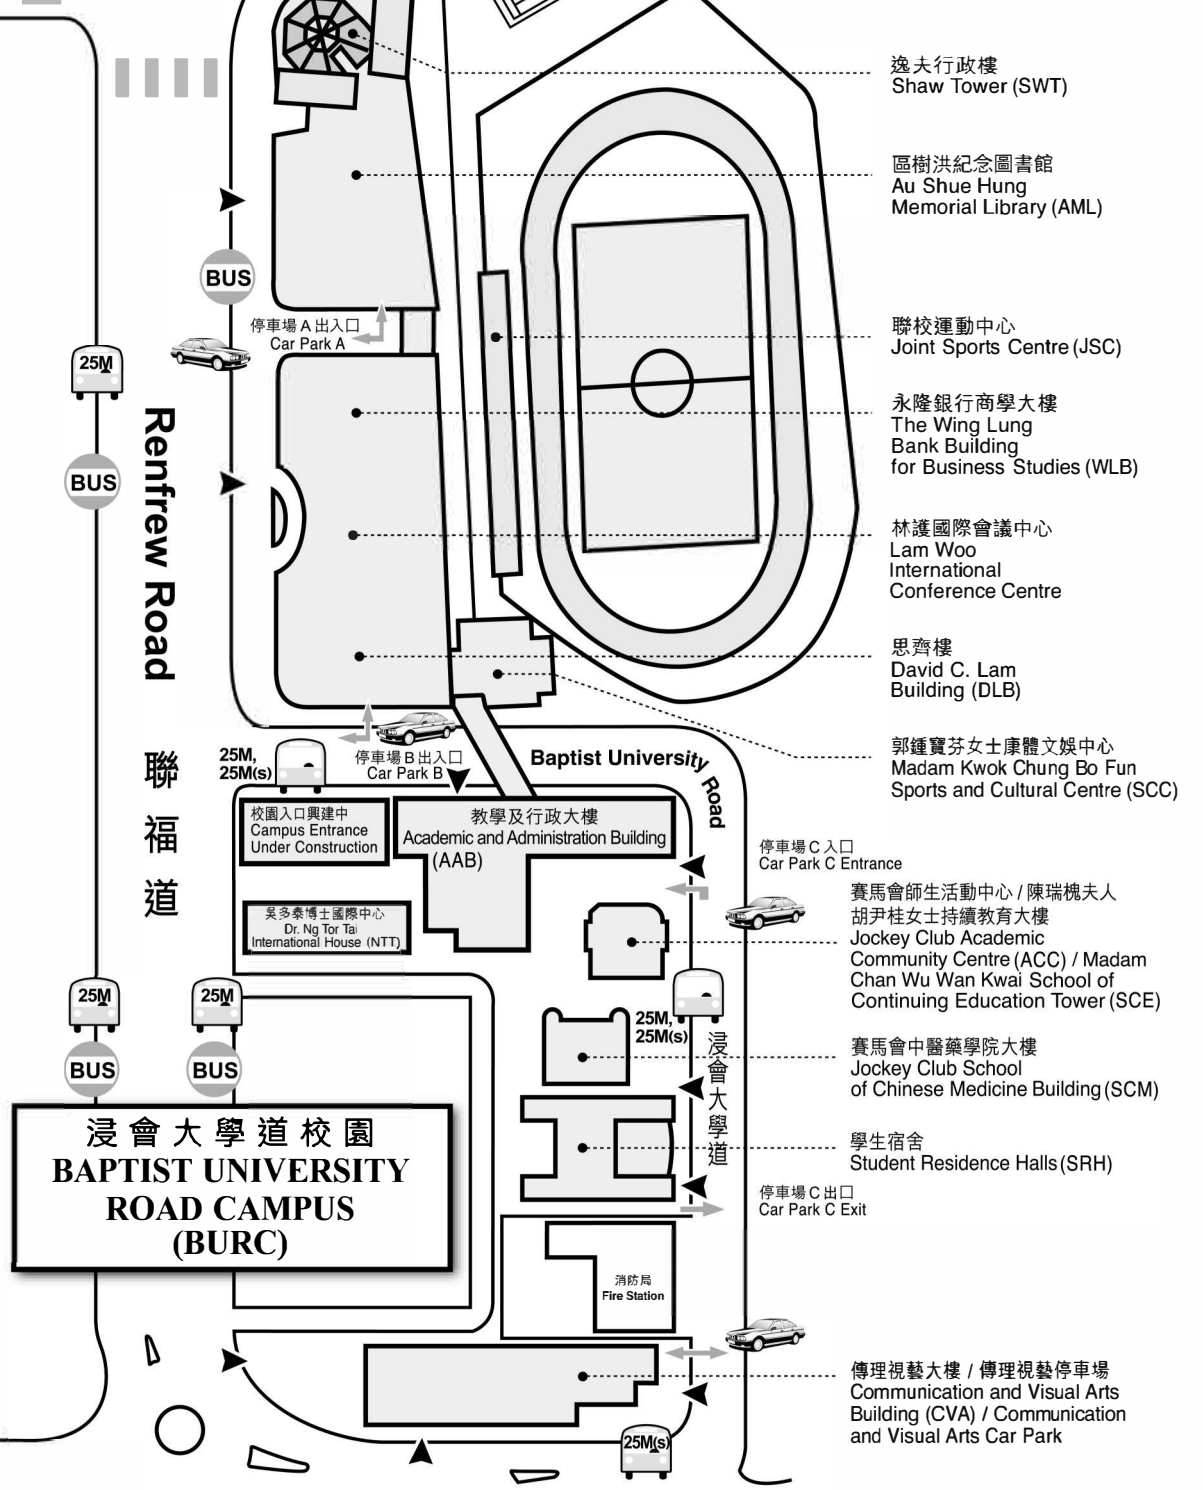 逸夫行政樓
Shaw Tower (SWT)
區樹洪紀念圖書館
Au Shue Hung
Memorial Library (AML)
BUS
停車場 A 出入口
Car Park A
聯校運動中心
Joint Sports Centre (JSC)
25M
永隆銀行商學大樓
The Wing Lung
Bank Building
for Business Studies (WLB)
BUS
Renfrew Road
聯福道
林護國際會議中心
Lam Woo
International
Conference Centre
思齊樓
David C. Lam
Building (DLB)
郭鍾寶芬女士康體文娛中心
Madam Kwok Chung Bo Fun
Sports and Cultural Centre (SCC)
25M,
25M(s)
停車場 B 出入口
Car Park B
Baptist University Road
校園入口興建中
Campus Entrance
Under Construction
教學及行政大樓
Academic and Administration Building
(AAB)
停車場 C 入口
Car Park C Entrance
賽馬會師生活動中心 / 陳瑞槐夫人
胡尹桂女士持續教育大樓
Jockey Club Academic
Community Centre (ACC) / Madam
Chan Wu Wan Kwai School of
Continuing Education Tower (SCE)
吳多泰博士國際中心
Dr. Ng Tor Tai
International House (NTT)
25M
25M
25M,
25M(s)
浸會大學道
BUS
BUS
賽馬會中醫藥學院大樓
Jockey Club School
of Chinese Medicine Building (SCM)
浸會大學道校園
BAPTIST UNIVERSITY
ROAD CAMPUS
(BURC)
學生宿舍
Student Residence Halls (SRH)
停車場 C 出口
Car Park C Exit
消防局
Fire Station
傳理視藝大樓 / 傳理視藝停車場
Communication and Visual Arts
Building (CVA) / Communication
and Visual Arts Car Park
25M(s)